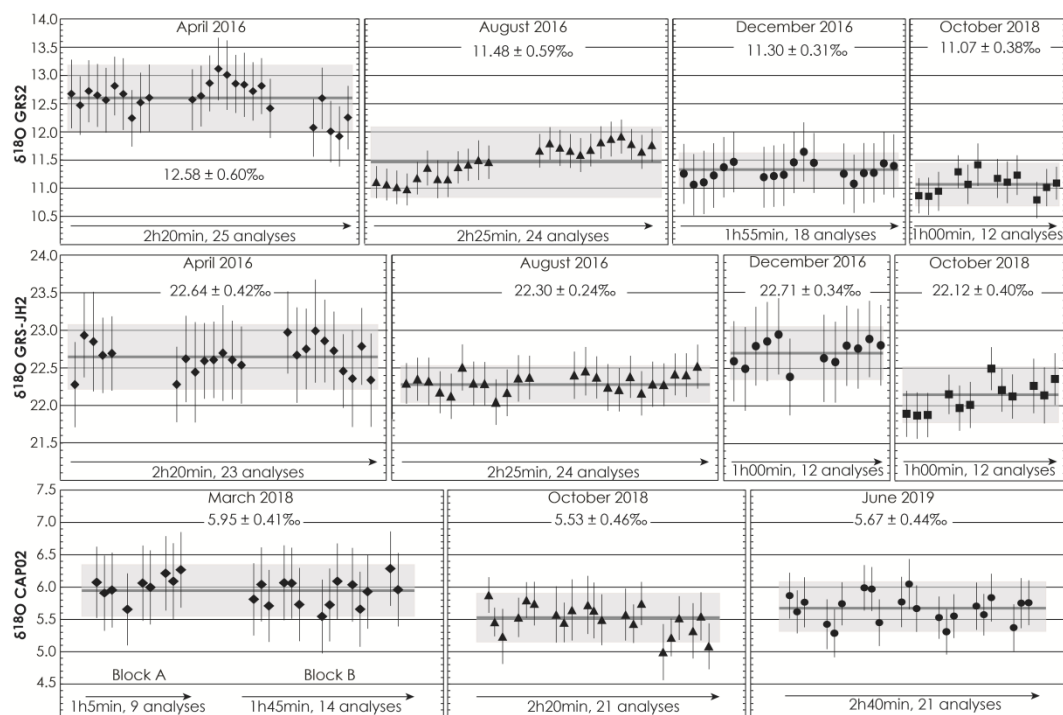 April 2016
August 2016
December 2016
October 2018
12.58 ± 0.60‰
11.48 ± 0.59‰
11.30 ± 0.31‰
11.07 ± 0.38‰
δ18O GRS2
14.0
13.5
13.0
12.5
12.0
11.5
11.0
10.5
2h20min, 25 analyses
2h25min, 24 analyses
1h55min, 18 analyses
1h00min, 12 analyses
April 2016
August 2016
December 2016
October 2018
22.64 ± 0.42‰
22.30 ± 0.24‰
22.71 ± 0.34‰
22.12 ± 0.40‰
δ18O GRS-JH2
24.0
23.5
23.0
22.5
22.0
21.5
2h20min, 23 analyses
2h25min, 24 analyses
1h00min, 12 analyses
1h00min, 12 analyses
March 2018
October 2018
June 2019
5.95 ± 0.41‰
5.53 ± 0.46‰
5.67 ± 0.44‰
δ18O CAP02
7.5
7.0
6.5
6.0
5.5
5.0
4.5
Block A
Block B
1h5min, 9 analyses
1h45min, 14 analyses
2h20min, 21 analyses
2h40min, 21 analyses